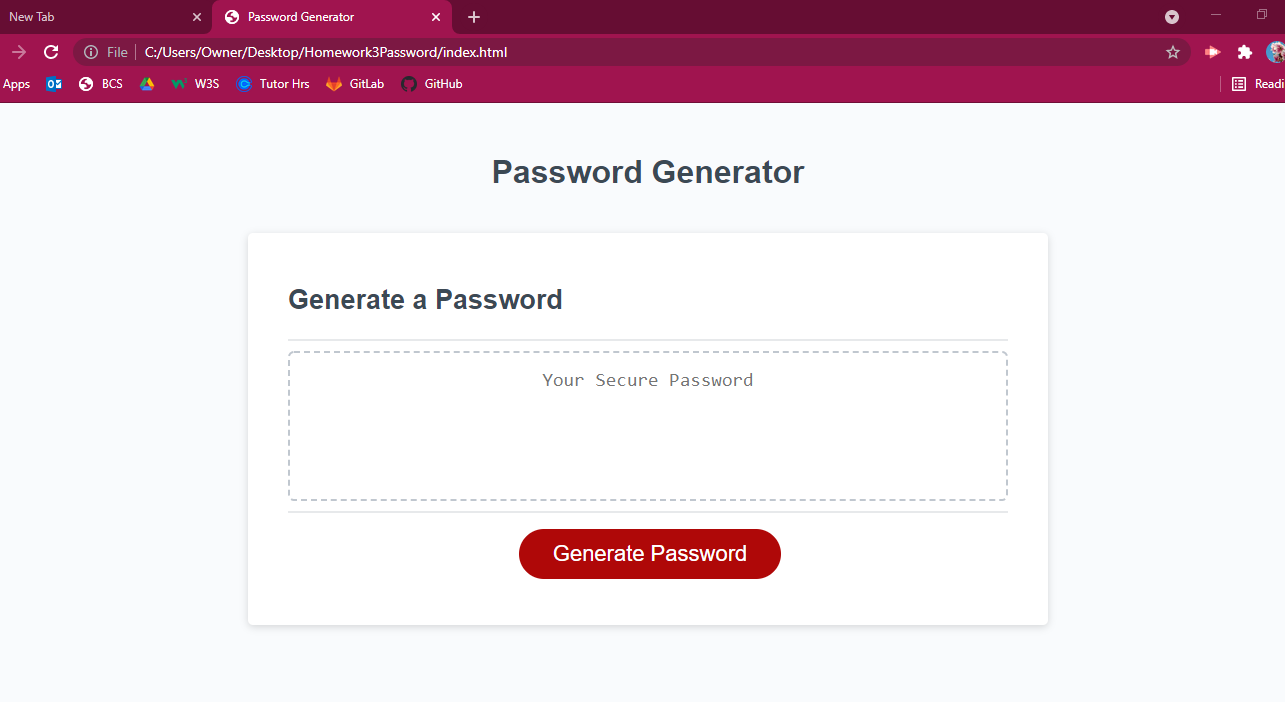 New Tab
Password Generator
File C:/Users/Owner/Desktop/Homework3Password/index.html
Apps BCS W3S Tutor Hrs GitLab GitHub Readi
Password Generator
Generate a Password
Your Secure Password
Generate Password